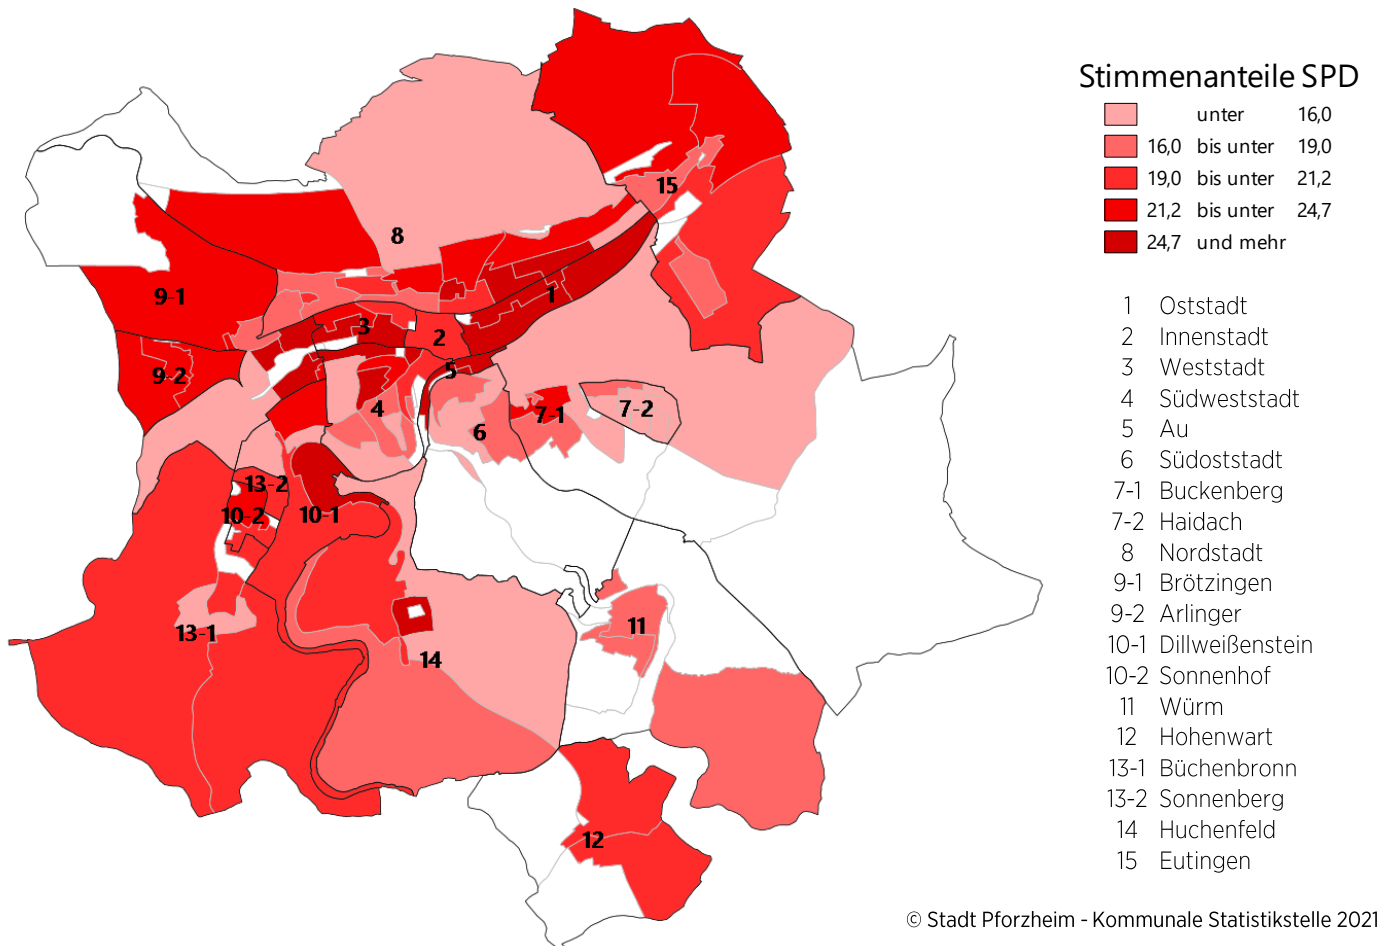 Stimmenanteile SPD
unter 16,0
16,0 bis unter 19,0
19,0 bis unter 21,2
21,2 bis unter 24,7
24,7 und mehr
1 Oststadt
2 Innenstadt
3 Weststadt
4 Südweststadt
5 Au
6 Südoststadt
7-1 Buckenberg
7-2 Haidach
8 Nordstadt
9-1 Brötzingen
9-2 Arlinger
10-1 Dillweißenstein
10-2 Sonnenhof
11 Würm
12 Hohenwart
13-1 Büchenbronn
13-2 Sonnenberg
14 Huchenfeld
15 Eutingen
15
8
9-1
1
3
2
5
9-2
4
7-1
7-2
6
13-2
10-2
10-1
11
13-1
14
12
© Stadt Pforzheim - Kommunale Statistikstelle 2021